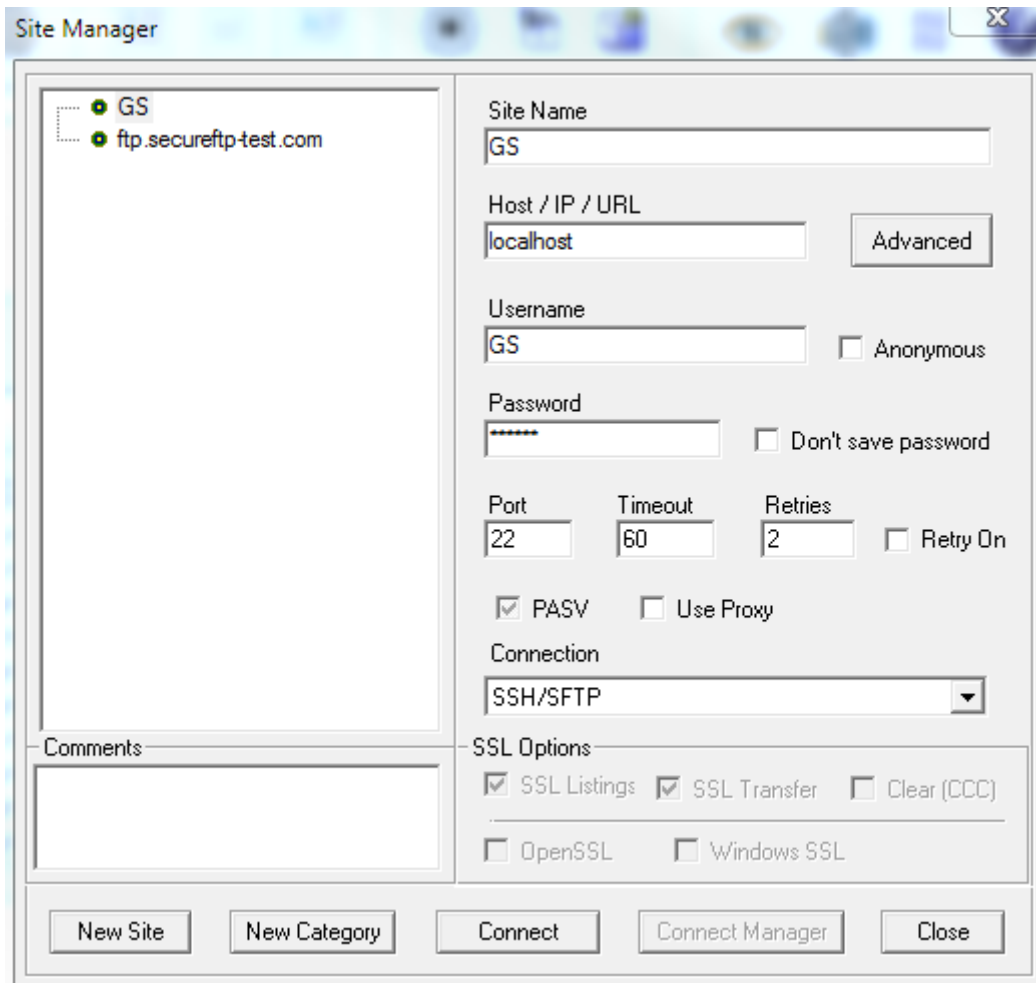 Site Manager
GS
ftp.secureftp-test.com
Site Name
GS
Host / IP / URL
localhost
Advanced
Username
GS
Anonymous
Password
******
Don't save password
Port Timeout Retries
22 60 2 Retry On
PASV Use Proxy
Connection
SSH/SFTP
Comments
SSL Options
SSL Listings SSL Transfer Clear (CCC)
OpenSSL Windows SSL
New Site New Category Connect Connect Manager Close